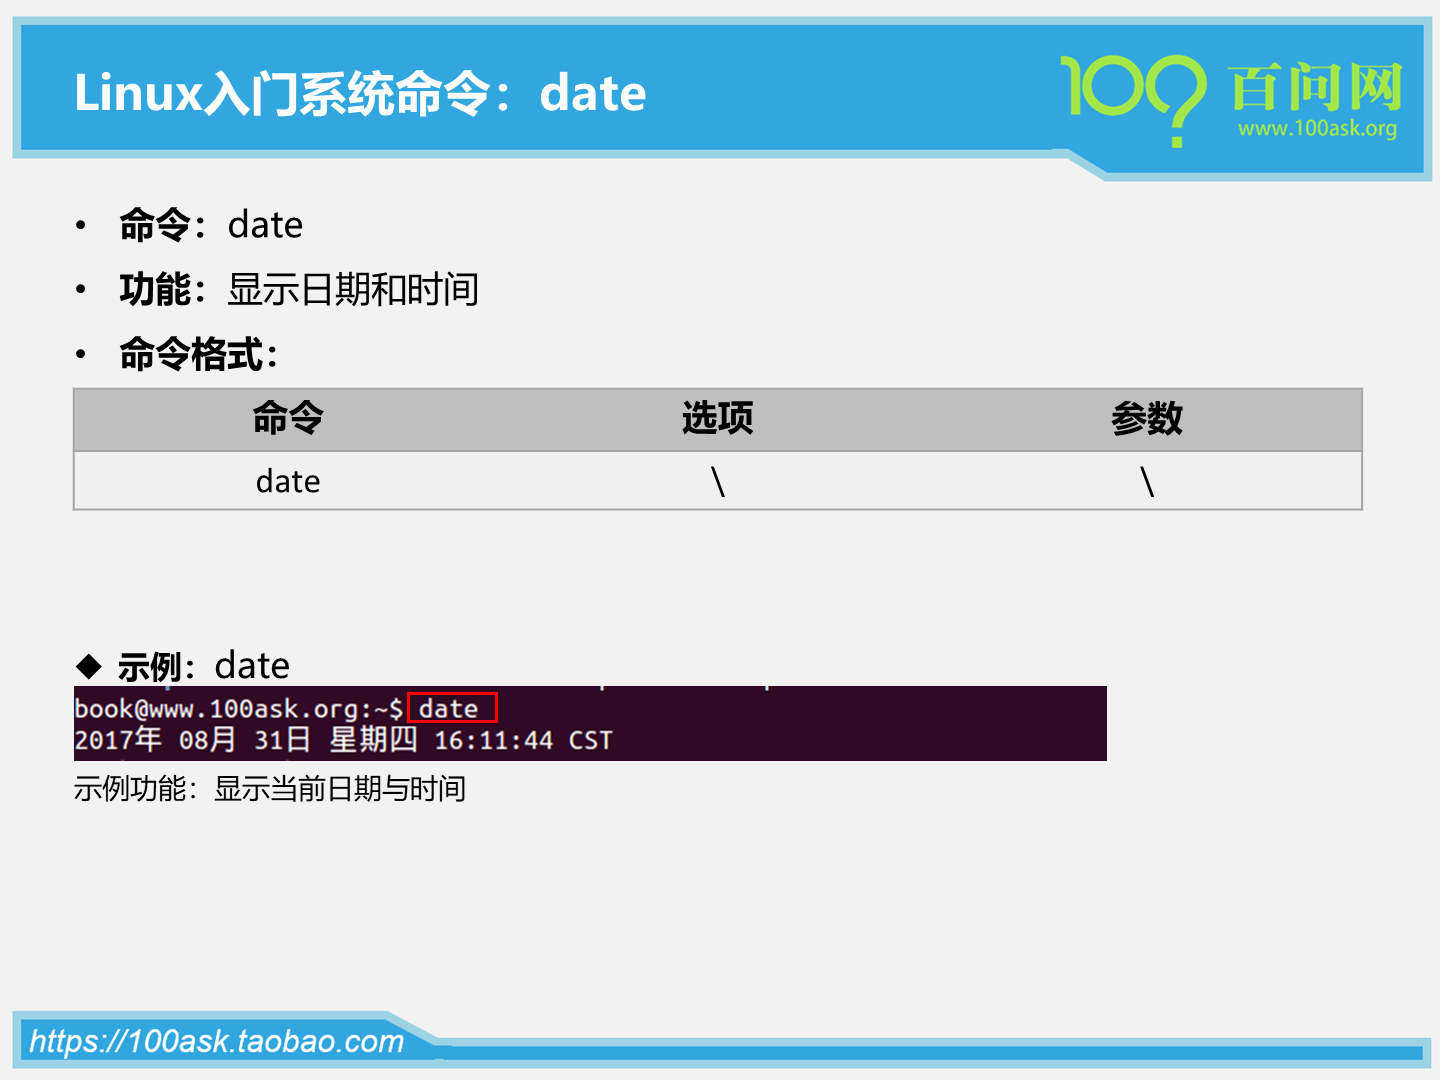 Linux入门系统命令：date
100?
百问网
www.100ask.org
• 命令：date
• 功能：显示日期和时间
• 命令格式：
命令 选项 参数
date \ \
◆ 示例：date
book@www.100ask.org:~$ date
2017年 08月 31日 星期四 16:11:44 CST
示例功能：显示当前日期与时间
https://100ask.taobao.com